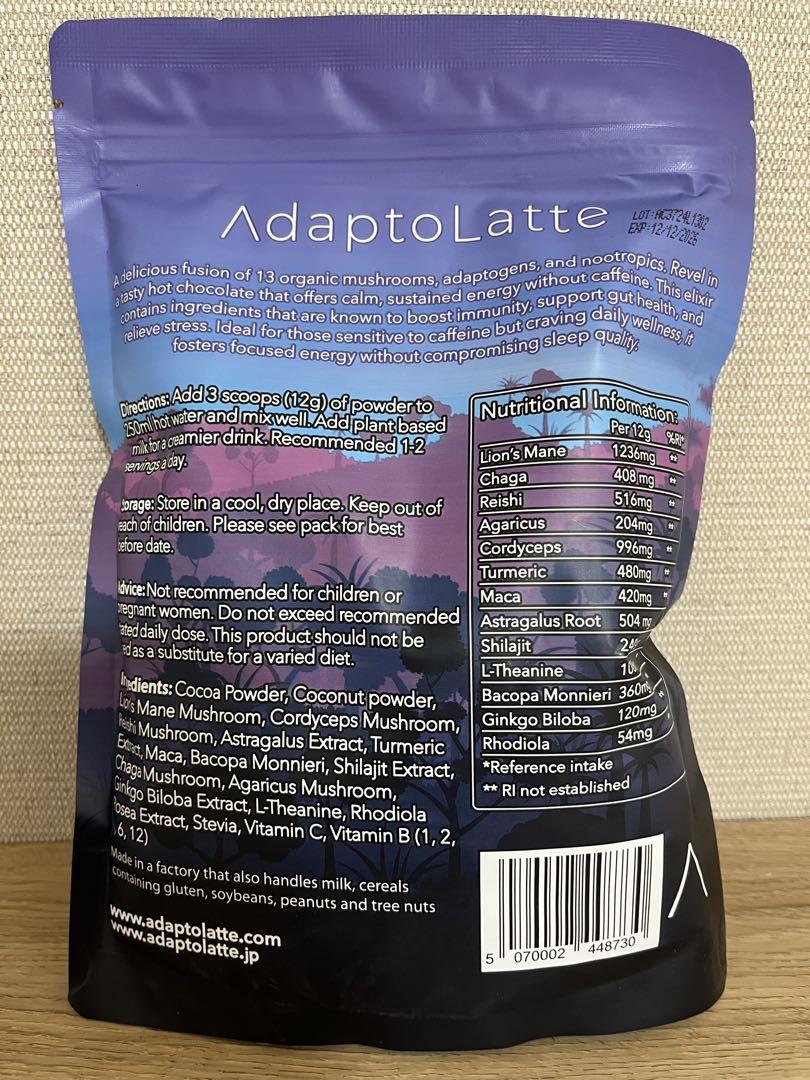 AdaptoLatte
LOT:AC3724L1302
EXP:12/12/2026
A delicious fusion of 13 organic mushrooms, adaptogens, and nootropics. Revel in
a tasty hot chocolate that offers calm, sustained energy without caffeine. This elixir
contains ingredients that are known to boost immunity, support gut health, and
relieve stress. Ideal for those sensitive to caffeine but craving daily wellness, it
fosters focused energy without compromising sleep quality.
Directions: Add 3 scoops (12g) of powder to
250ml hot water and mix well. Add plant based
milk for a creamier drink. Recommended 1-2
servings a day.
Storage: Store in a cool, dry place. Keep out of
reach of children. Please see pack for best
before date.
Advice: Not recommended for children or
pregnant women. Do not exceed recommended
stated daily dose. This product should not be
as a substitute for a varied diet.
Ingredients: Cocoa Powder, Coconut powder,
Lion's Mane Mushroom, Cordyceps Mushroom,
Reishi Mushroom, Astragalus Extract, Turmeric
Extract, Maca, Bacopa Monnieri, Shilajit Extract,
Chaga Mushroom, Agaricus Mushroom,
Ginkgo Biloba Extract, L-Theanine, Rhodiola
Rosea Extract, Stevia, Vitamin C, Vitamin B (1, 2,
6, 12)
Made in a factory that also handles milk, cereals
containing gluten, soybeans, peanuts and tree nuts
www.adaptolatte.com
www.adaptolatte.jp
Nutritional Information:
Per 12g %RI*
Lion's Mane 1236mg **
Chaga 408mg **
Reishi 516mg **
Agaricus 204mg **
Cordyceps 996mg **
Turmeric 480mg **
Maca 420mg **
Astragalus Root 504mg
Shilajit
L-Theanine
Bacopa Monnieri 360mg
Ginkgo Biloba 120mg **
Rhodiola 54mg **
*Reference intake
** RI not established
5 070002 448730